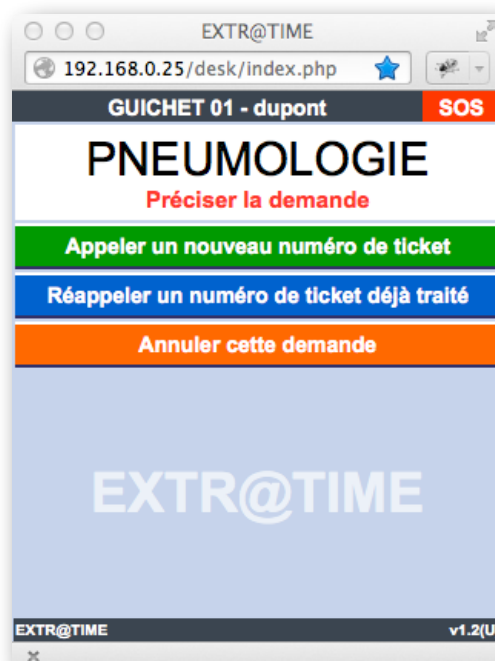 EXTR@TIME
192.168.0.25/desk/index.php
GUICHET 01 - dupont SOS
PNEUMOLOGIE
Préciser la demande
Appeler un nouveau numéro de ticket
Réappeler un numéro de ticket déjà traité
Annuler cette demande
EXTR@TIME
EXTR@TIME v1.2(U